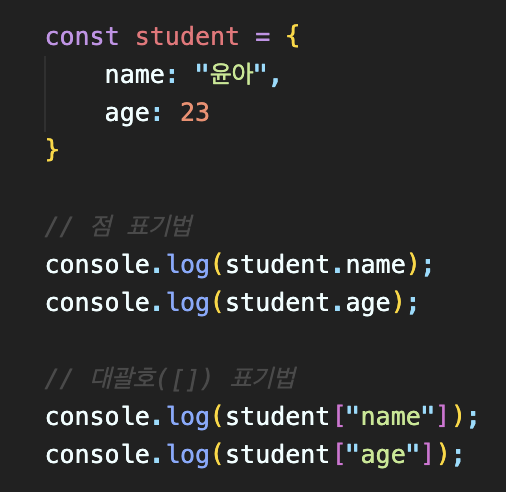 const student = {
    name: "윤아",
    age: 23
}
// 점 표기법
console.log(student.name);
console.log(student.age);
// 대괄호([]) 표기법
console.log(student["name"]);
console.log(student["age"]);